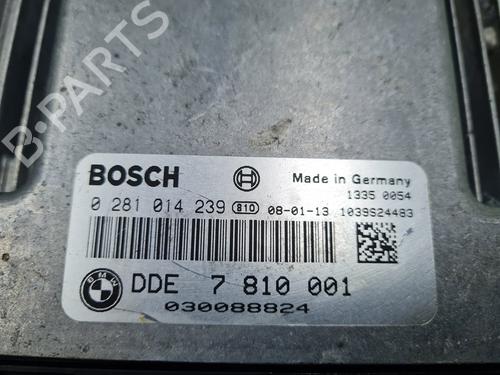 B-PARTS
BOSCH
Made in Germany
1335 0054
0 281 014 239 810 08-01-13 1039S24483
BMW
DDE 7 810 001
030088824